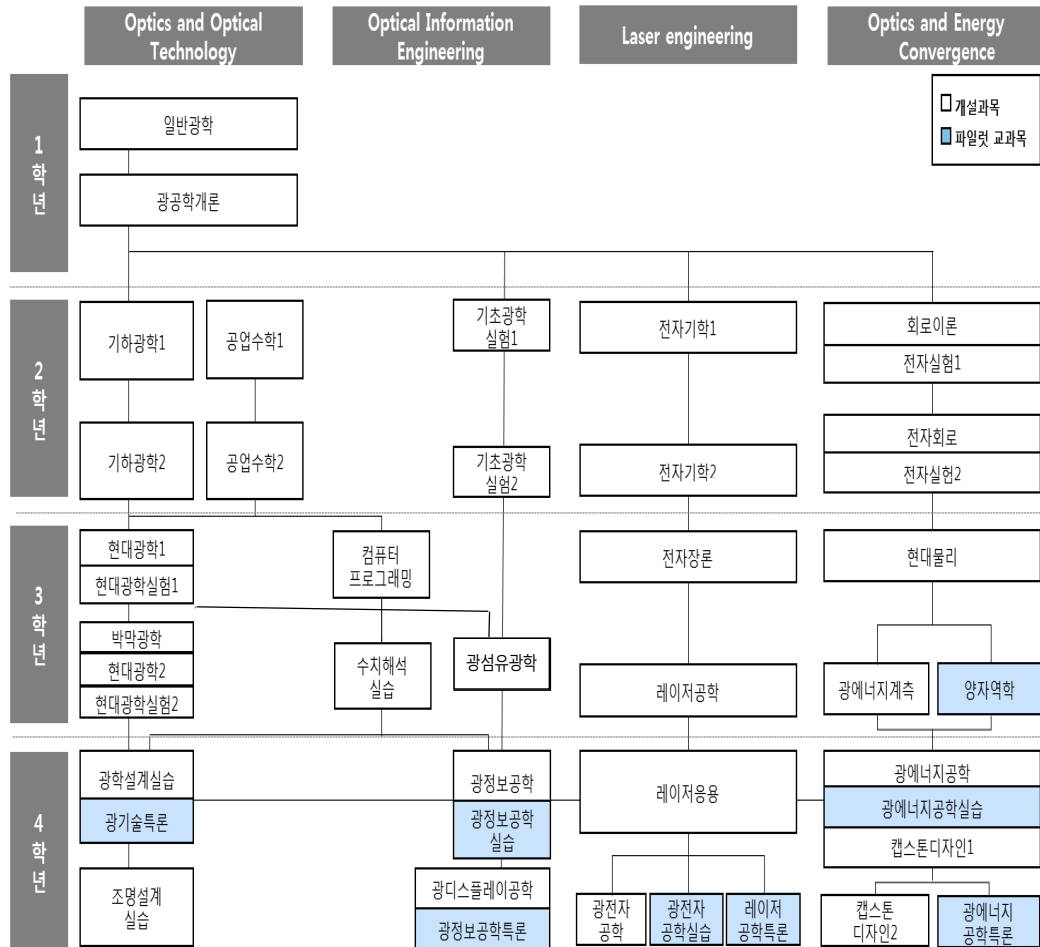 Optics and Optical
Technology
Optical Information
Engineering
Laser engineering
Optics and Energy
Convergence
개설과목
파일럿 교과목
1
학
년
일반광학
광공학개론
2
학
년
기하광학1
공업수학1
기초광학
실험1
전자기학1
회로이론
전자실험1
기하광학2
공업수학2
기초광학
실험2
전자기학2
전자회로
전자실험2
3
학
년
현대광학1
현대광학실험1
컴퓨터
프로그래밍
전자장론
현대물리
박막광학
현대광학2
현대광학실험2
수치해석
실습
광섬유광학
레이저공학
광에너지계측
양자역학
4
학
년
광학설계실습
광기술특론
광정보공학
광정보공학
실습
레이저응용
광에너지공학
광에너지공학실습
캡스톤디자인1
조명설계
실습
광디스플레이공학
광정보공학특론
광전자
공학
광전자
공학실습
레이저
공학특론
캡스톤
디자인2
광에너지
공학특론